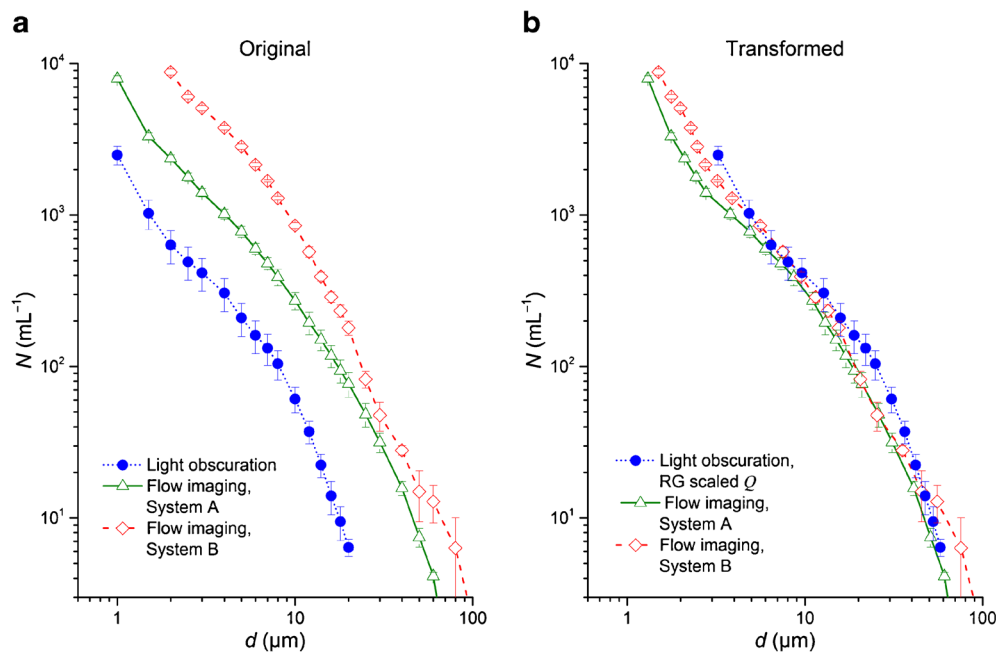 a
Original
10⁴
10³
10²
10¹
N (mL⁻¹)
Light obscuration
Flow imaging,
System A
Flow imaging,
System B
1
10
100
d (µm)
b
Transformed
10⁴
10³
10²
10¹
N (mL⁻¹)
Light obscuration,
RG scaled Q
Flow imaging,
System A
Flow imaging,
System B
1
10
100
d (µm)